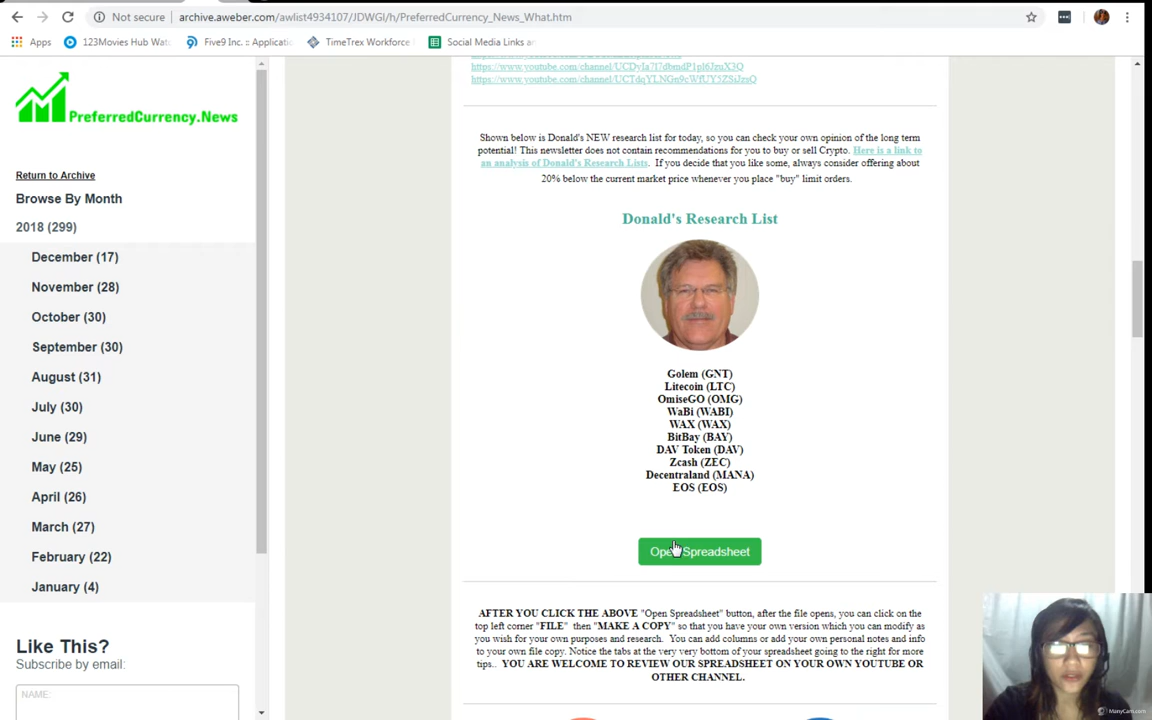 Not secure | archive.aweber.com/awlist4934107/JDWGI/h/PreferredCurrency_News_What.htm
Apps 123Movies Hub Watc Five9 Inc. :: Applicati TimeTrex Workforce Social Media Links an
PreferredCurrency.News
Return to Archive
Browse By Month
2018 (299)
December (17)
November (28)
October (30)
September (30)
August (31)
July (30)
June (29)
May (25)
April (26)
March (27)
February (22)
January (4)
Like This?
Subscribe by email:
NAME:
https://www.youtube.com/channel/UCDyIa7l7dbmdP1pl6JzuX3Q
https://www.youtube.com/channel/UCTdqYLNGn9cWfUY5ZSiJzsQ
Shown below is Donald's NEW research list for today, so you can check your own opinion of the long term
potential! This newsletter does not contain recommendations for you to buy or sell Crypto. Here is a link to
an analysis of Donald's Research Lists. If you decide that you like some, always consider offering about
20% below the current market price whenever you place "buy" limit orders.
Donald's Research List
Golem (GNT)
Litecoin (LTC)
OmiseGO (OMG)
WaBi (WABI)
WAX (WAX)
BitBay (BAY)
DAV Token (DAV)
Zcash (ZEC)
Decentraland (MANA)
EOS (EOS)
Open Spreadsheet
AFTER YOU CLICK THE ABOVE "Open Spreadsheet" button, after the file opens, you can click on the
top left corner "FILE" then "MAKE A COPY" so that you have your own version which you can modify as
you wish for your own purposes and research. You can add columns or add your own personal notes and info
to your own file copy. Notice the tabs at the very very bottom of your spreadsheet going to the right for more
tips.. YOU ARE WELCOME TO REVIEW OUR SPREADSHEET ON YOUR OWN YOUTUBE OR
OTHER CHANNEL.
ManyCam.com